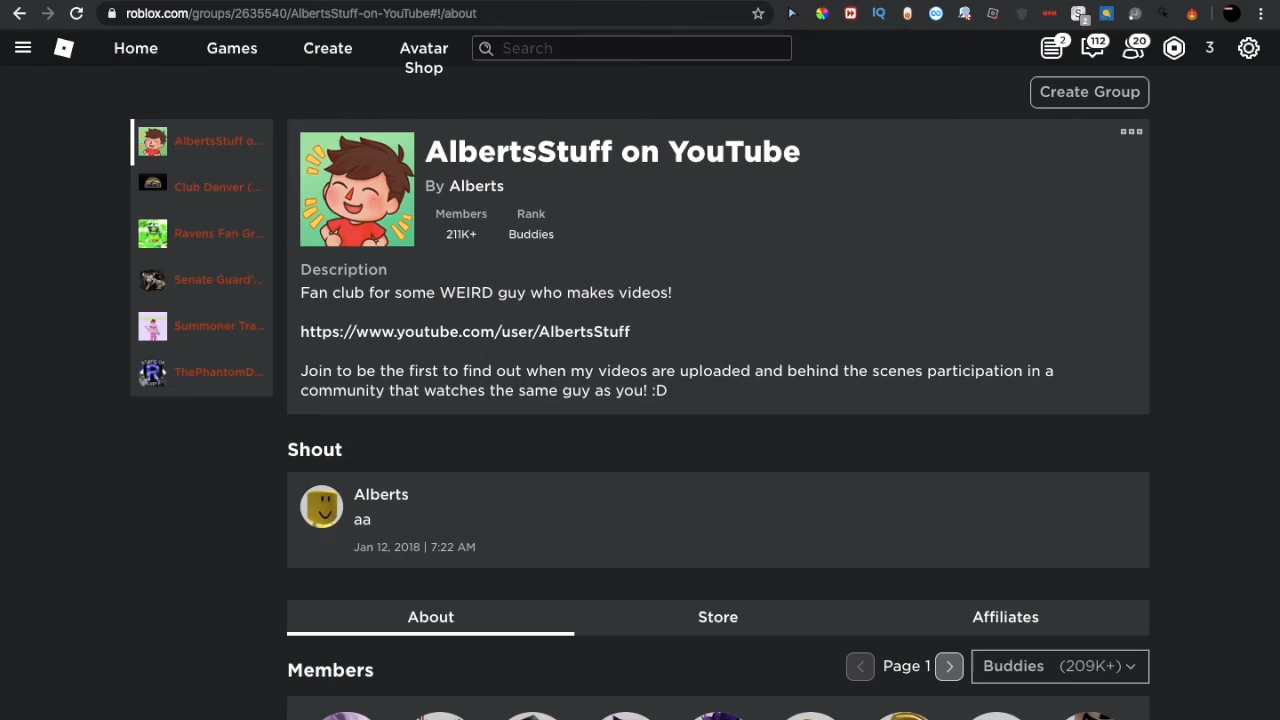 roblox.com/groups/2635540/AlbertsStuff-on-YouTube#!/about
IQ
2
Home
Games
Create
Avatar
Shop
Search
2
112
20
3
Create Group
AlbertsStuff o...
Club Denver (...
Ravens Fan Gr...
Senate Guard'...
Summoner Tra...
ThePhantomD...
AlbertsStuff on YouTube
By Alberts
Members
Rank
211K+
Buddies
Description
Fan club for some WEIRD guy who makes videos!
https://www.youtube.com/user/AlbertsStuff
Join to be the first to find out when my videos are uploaded and behind the scenes participation in a
community that watches the same guy as you! :D
Shout
Alberts
aa
Jan 12, 2018 | 7:22 AM
About
Store
Affiliates
Members
Page 1
Buddies (209K+)